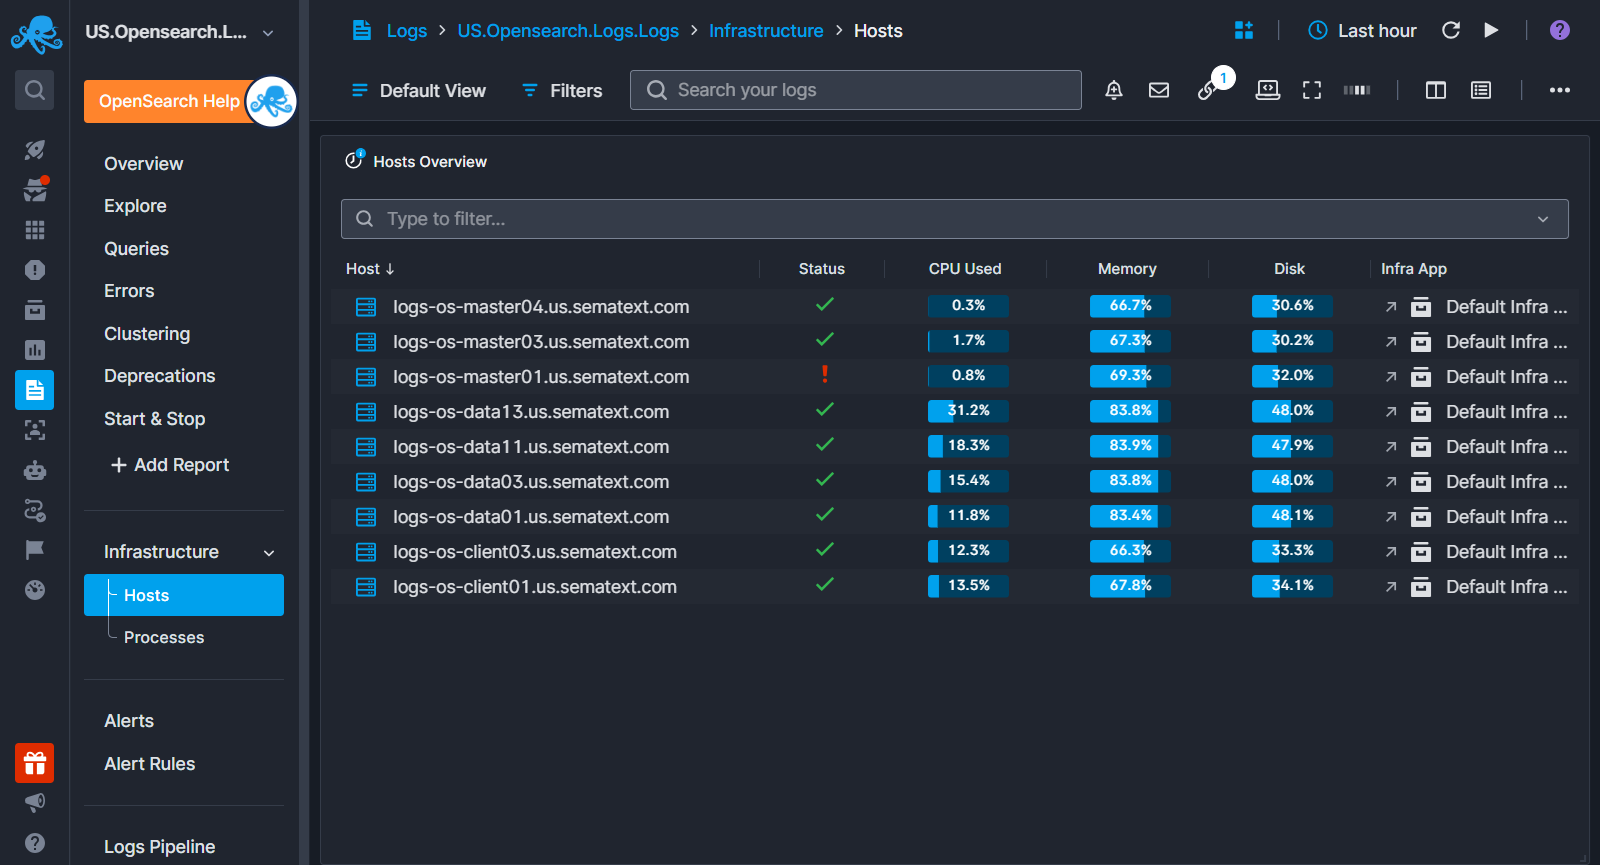 US.Opensearch.L...
Logs > US.Opensearch.Logs.Logs > Infrastructure > Hosts
Last hour
?
OpenSearch Help
Default View
Filters
Search your logs
1
Overview
Explore
Queries
Errors
Clustering
Deprecations
Start & Stop
+ Add Report
Infrastructure
Hosts
Processes
Alerts
Alert Rules
Logs Pipeline
Hosts Overview
Type to filter...
Host ↓ Status CPU Used Memory Disk Infra App
logs-os-master04.us.sematext.com 0.3% 66.7% 30.6% Default Infra ...
logs-os-master03.us.sematext.com 1.7% 67.3% 30.2% Default Infra ...
logs-os-master01.us.sematext.com ! 0.8% 69.3% 32.0% Default Infra ...
logs-os-data13.us.sematext.com 31.2% 83.8% 48.0% Default Infra ...
logs-os-data11.us.sematext.com 18.3% 83.9% 47.9% Default Infra ...
logs-os-data03.us.sematext.com 15.4% 83.8% 48.0% Default Infra ...
logs-os-data01.us.sematext.com 11.8% 83.4% 48.1% Default Infra ...
logs-os-client03.us.sematext.com 12.3% 66.3% 33.3% Default Infra ...
logs-os-client01.us.sematext.com 13.5% 67.8% 34.1% Default Infra ...